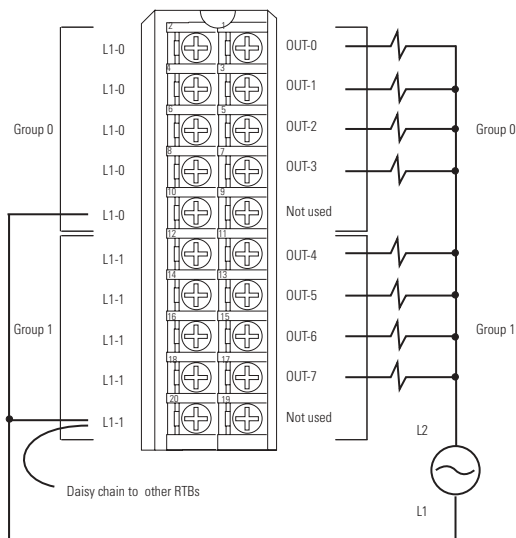 2 1
L1-0 OUT-0
4 3
L1-0 OUT-1
6 5
Group 0 L1-0 OUT-2 Group 0
8 7
L1-0 OUT-3
10 9
L1-0 Not used
12 11
L1-1 OUT-4
14 13
L1-1 OUT-5
16 15
Group 1 L1-1 OUT-6 Group 1
18 17
L1-1 OUT-7
20 19
L1-1 Not used
L2
Daisy chain to other RTBs
L1